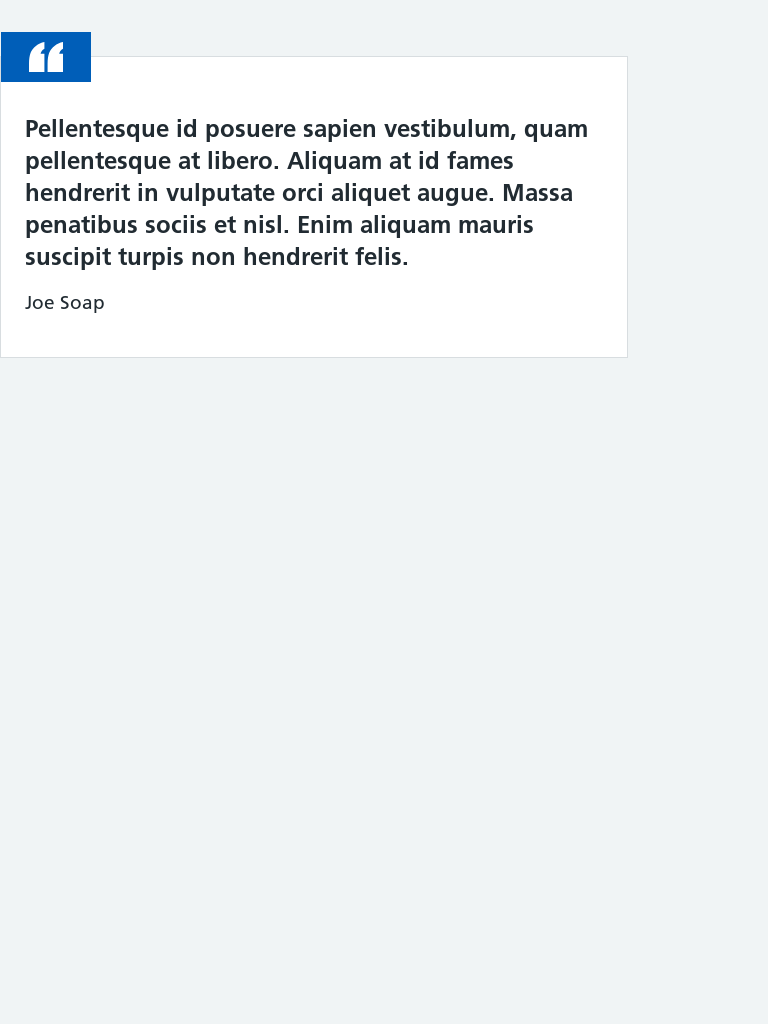 Pellentesque id posuere sapien vestibulum, quam
pellentesque at libero. Aliquam at id fames
hendrerit in vulputate orci aliquet augue. Massa
penatibus sociis et nisl. Enim aliquam mauris
suscipit turpis non hendrerit felis.
Joe Soap